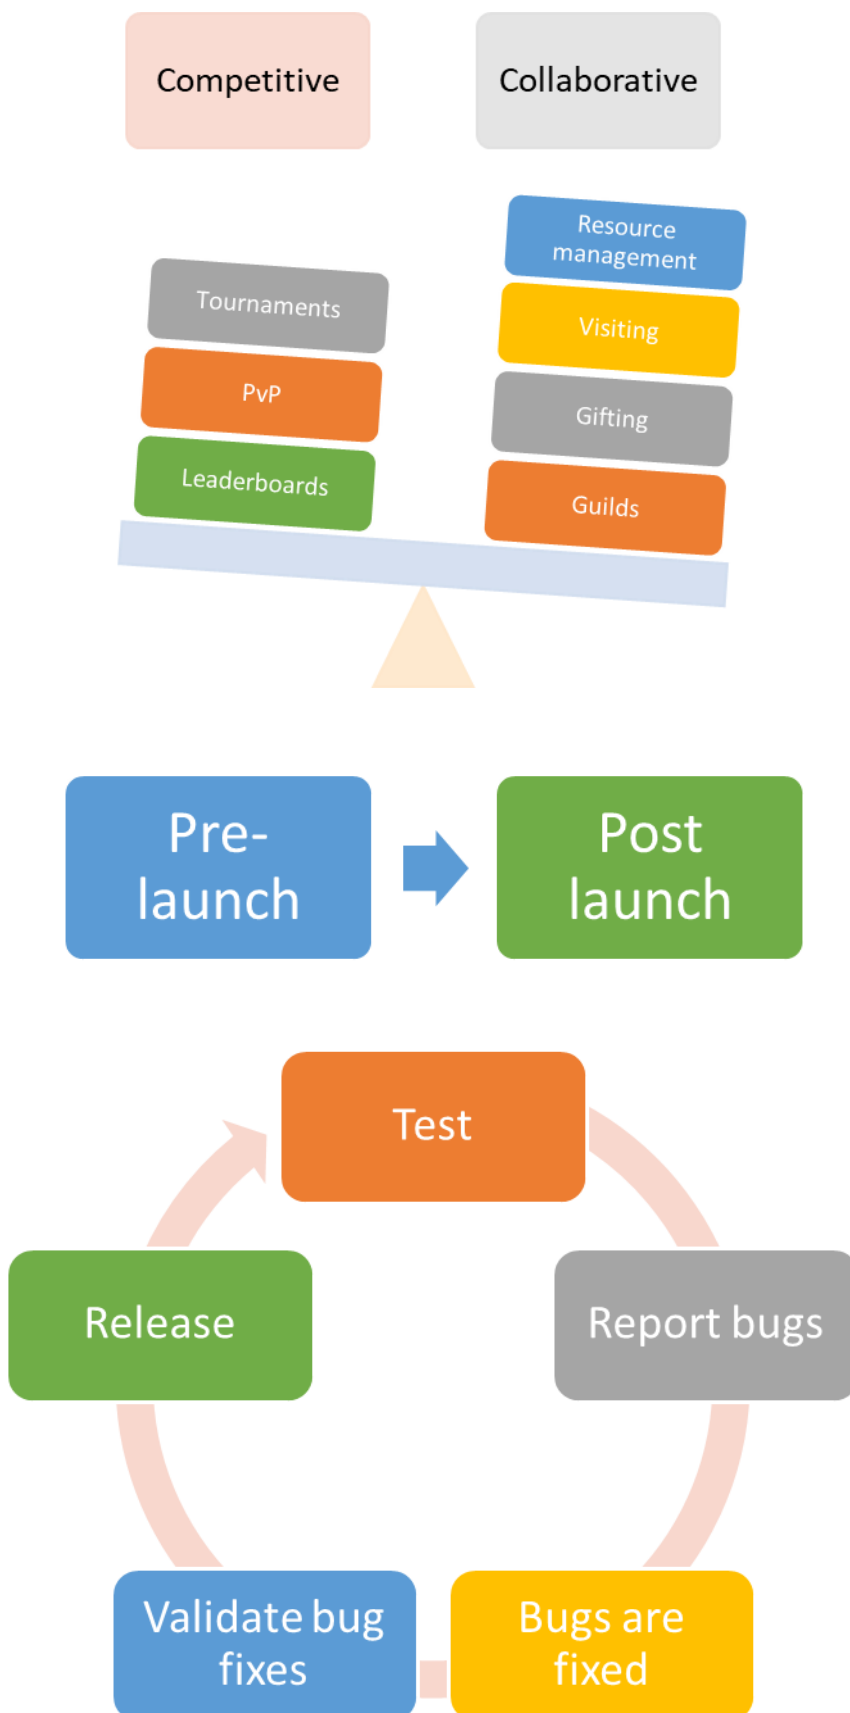 Competitive
Collaborative
Resource
management
Tournaments
Visiting
PvP
Gifting
Leaderboards
Guilds
Pre-
launch
Post
launch
Test
Release
Report bugs
Validate bug
fixes
Bugs are
fixed